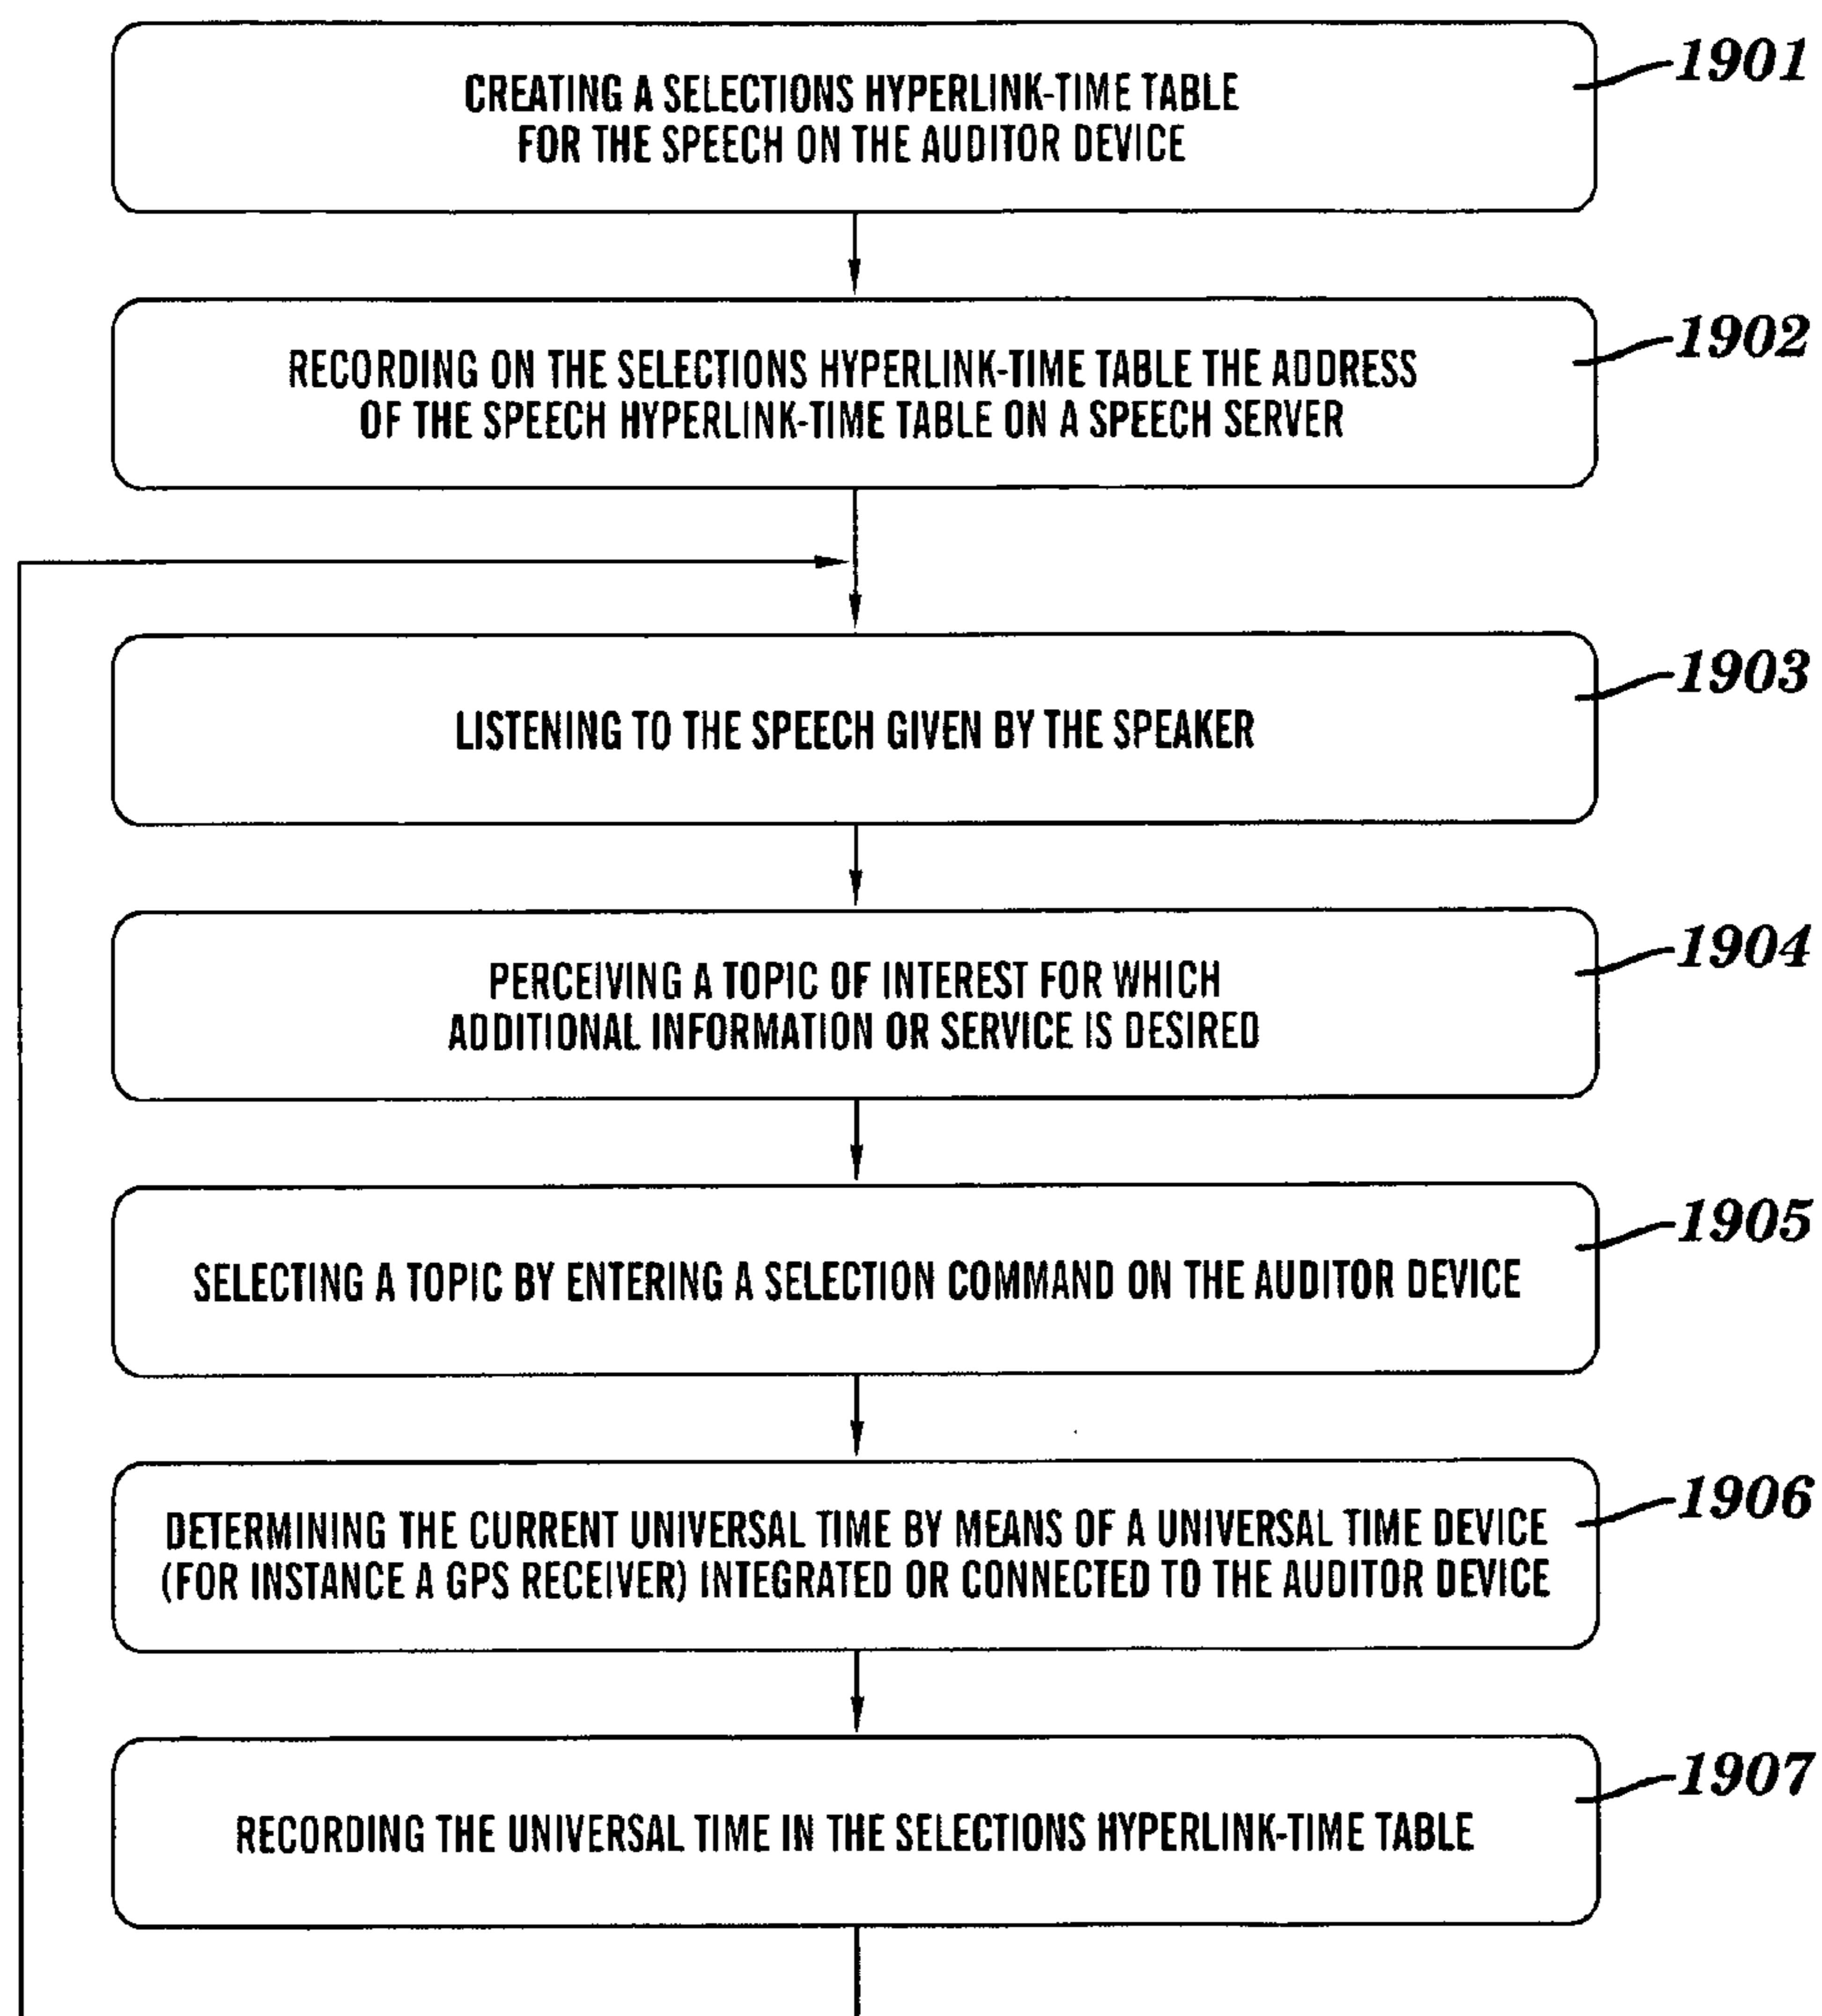 CREATING A SELECTIONS HYPERLINK-TIME TABLE
FOR THE SPEECH ON THE AUDITOR DEVICE
1901
RECORDING ON THE SELECTIONS HYPERLINK-TIME TABLE THE ADDRESS
OF THE SPEECH HYPERLINK-TIME TABLE ON A SPEECH SERVER
1902
LISTENING TO THE SPEECH GIVEN BY THE SPEAKER
1903
PERCEIVING A TOPIC OF INTEREST FOR WHICH
ADDITIONAL INFORMATION OR SERVICE IS DESIRED
1904
SELECTING A TOPIC BY ENTERING A SELECTION COMMAND ON THE AUDITOR DEVICE
1905
DETERMINING THE CURRENT UNIVERSAL TIME BY MEANS OF A UNIVERSAL TIME DEVICE
(FOR INSTANCE A GPS RECEIVER) INTEGRATED OR CONNECTED TO THE AUDITOR DEVICE
1906
RECORDING THE UNIVERSAL TIME IN THE SELECTIONS HYPERLINK-TIME TABLE
1907